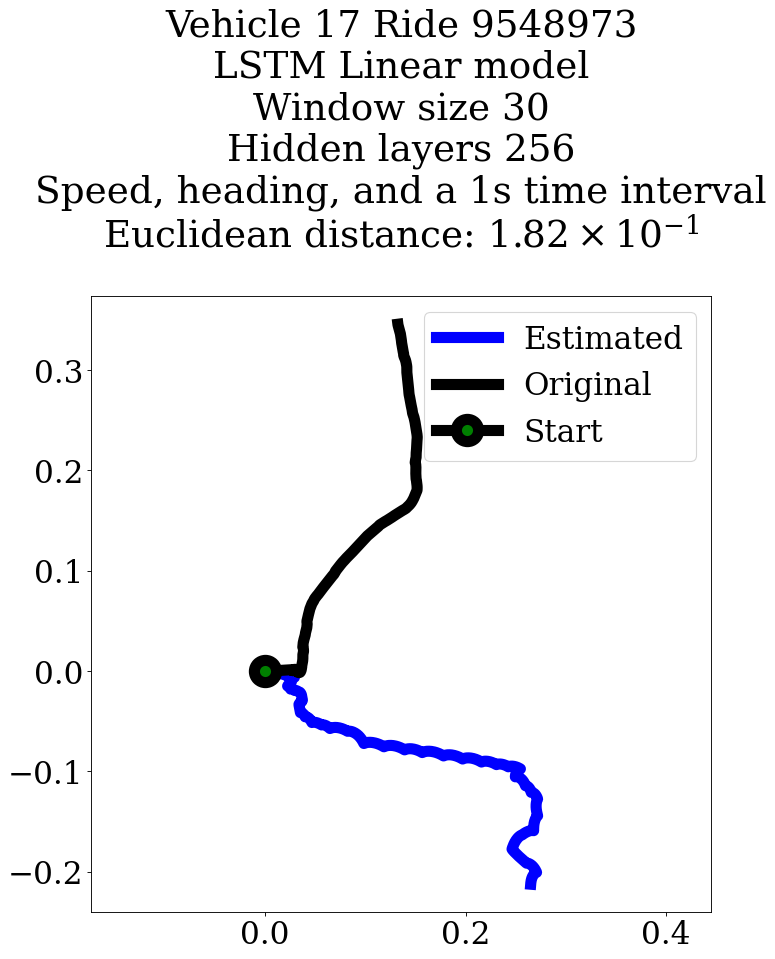 Vehicle 17 Ride 9548973
LSTM Linear model
Window size 30
Hidden layers 256
Speed, heading, and a 1s time interval
Euclidean distance: 1.82 × 10⁻¹
Estimated
Original
Start
0.3
0.2
0.1
0.0
−0.1
−0.2
0.0 0.2 0.4